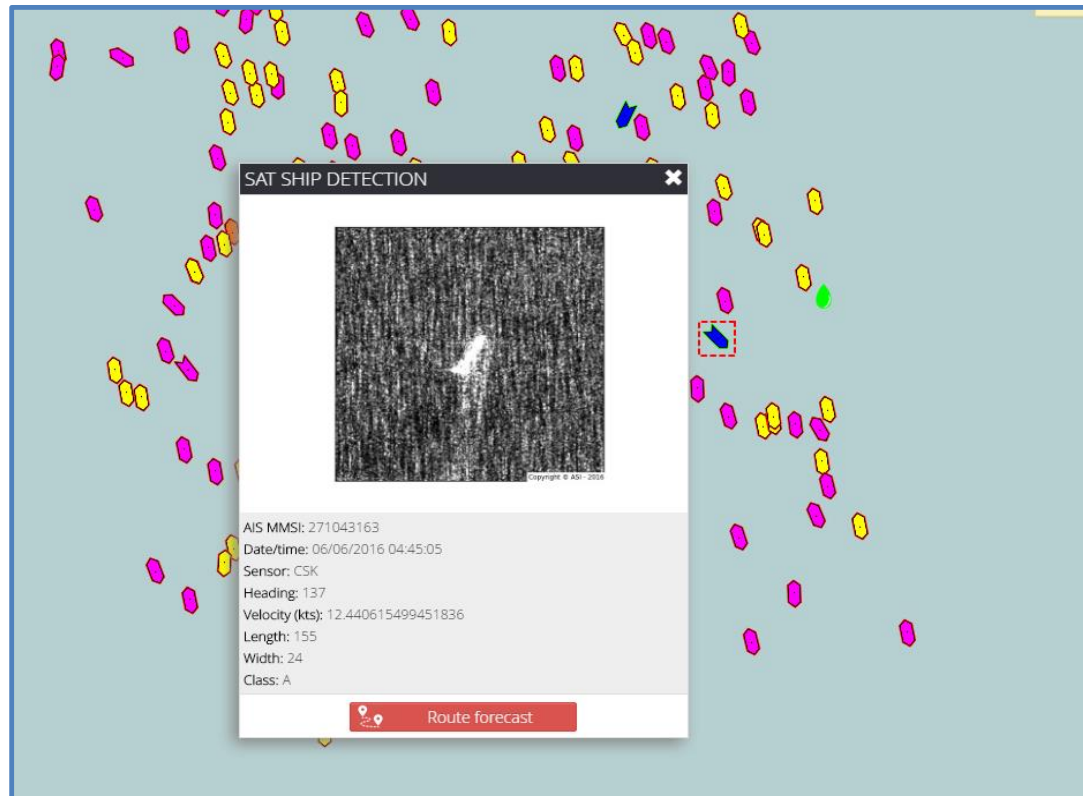 SAT SHIP DETECTION
Copyright © ASI - 2016
AIS MMSI: 271043163
Date/time: 06/06/2016 04:45:05
Sensor: CSK
Heading: 137
Velocity (kts): 12.440615499451836
Length: 155
Width: 24
Class: A
Route forecast